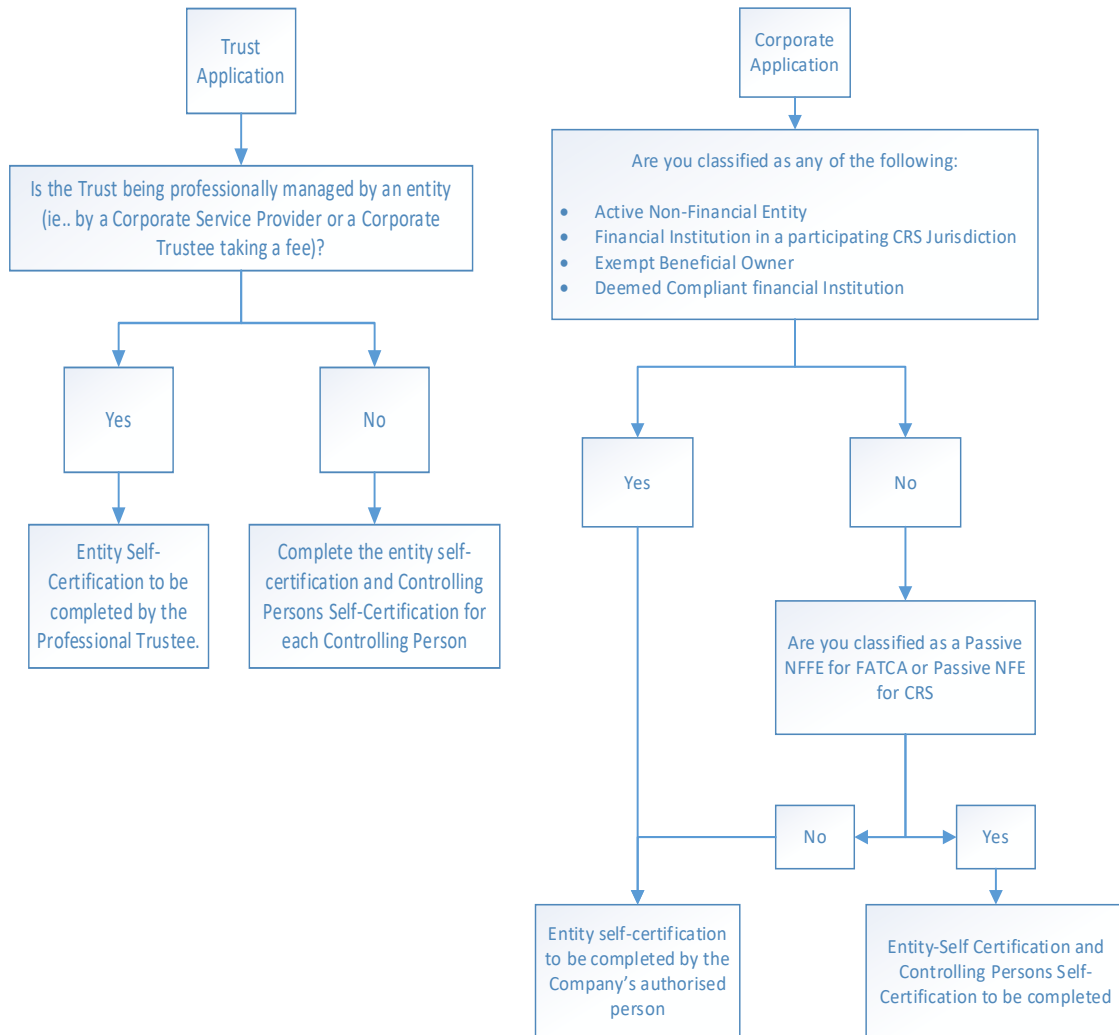 Trust
Application
Is the Trust being professionally managed by an entity
(ie.. by a Corporate Service Provider or a Corporate
Trustee taking a fee)?
Yes
No
Entity Self-
Certification to be
completed by the
Professional Trustee.
Complete the entity self-
certification and Controlling
Persons Self-Certification for
each Controlling Person
Corporate
Application
Are you classified as any of the following:
• Active Non-Financial Entity
• Financial Institution in a participating CRS Jurisdiction
• Exempt Beneficial Owner
• Deemed Compliant financial Institution
Yes
No
Are you classified as a Passive
NFFE for FATCA or Passive NFE
for CRS
No
Yes
Entity self-certification
to be completed by the
Company’s authorised
person
Entity-Self Certification and
Controlling Persons Self-
Certification to be completed